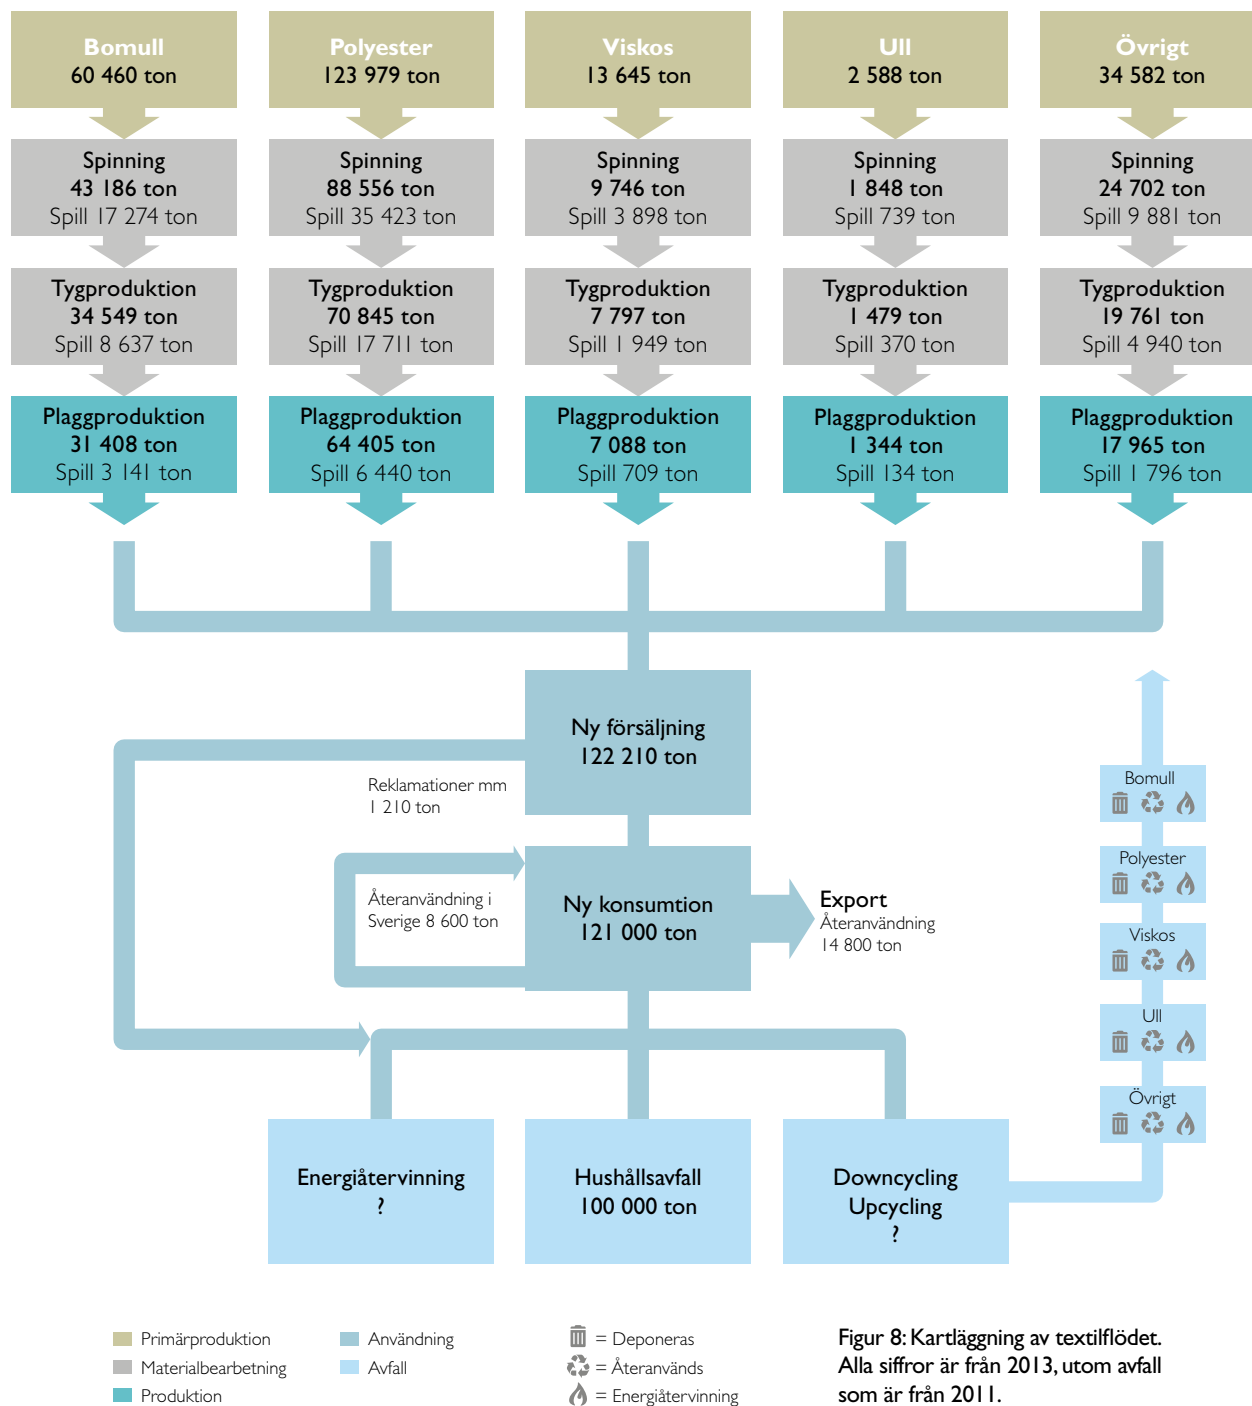 Bomull
60 460 ton
Polyester
123 979 ton
Viskos
13 645 ton
Ull
2 588 ton
Övrigt
34 582 ton
Spinning
43 186 ton
Spill 17 274 ton
Spinning
88 556 ton
Spill 35 423 ton
Spinning
9 746 ton
Spill 3 898 ton
Spinning
1 848 ton
Spill 739 ton
Spinning
24 702 ton
Spill 9 881 ton
Tygproduktion
34 549 ton
Spill 8 637 ton
Tygproduktion
70 845 ton
Spill 17 711 ton
Tygproduktion
7 797 ton
Spill 1 949 ton
Tygproduktion
1 479 ton
Spill 370 ton
Tygproduktion
19 761 ton
Spill 4 940 ton
Plaggproduktion
31 408 ton
Spill 3 141 ton
Plaggproduktion
64 405 ton
Spill 6 440 ton
Plaggproduktion
7 088 ton
Spill 709 ton
Plaggproduktion
1 344 ton
Spill 134 ton
Plaggproduktion
17 965 ton
Spill 1 796 ton
Ny försäljning
122 210 ton
Reklamationer mm
1 210 ton
Återanvändning i
Sverige 8 600 ton
Ny konsumtion
121 000 ton
Export
Återanvändning
14 800 ton
Bomull
Polyester
Viskos
Ull
Övrigt
Energiåtervinning
?
Hushållsavfall
100 000 ton
Downcycling
Upcycling
?
Primärproduktion
Materialbearbetning
Produktion
Användning
Avfall
= Deponeras
= Återanvänds
= Energiåtervinning
Figur 8: Kartläggning av textilflödet.
Alla siffror är från 2013, utom avfall
som är från 2011.